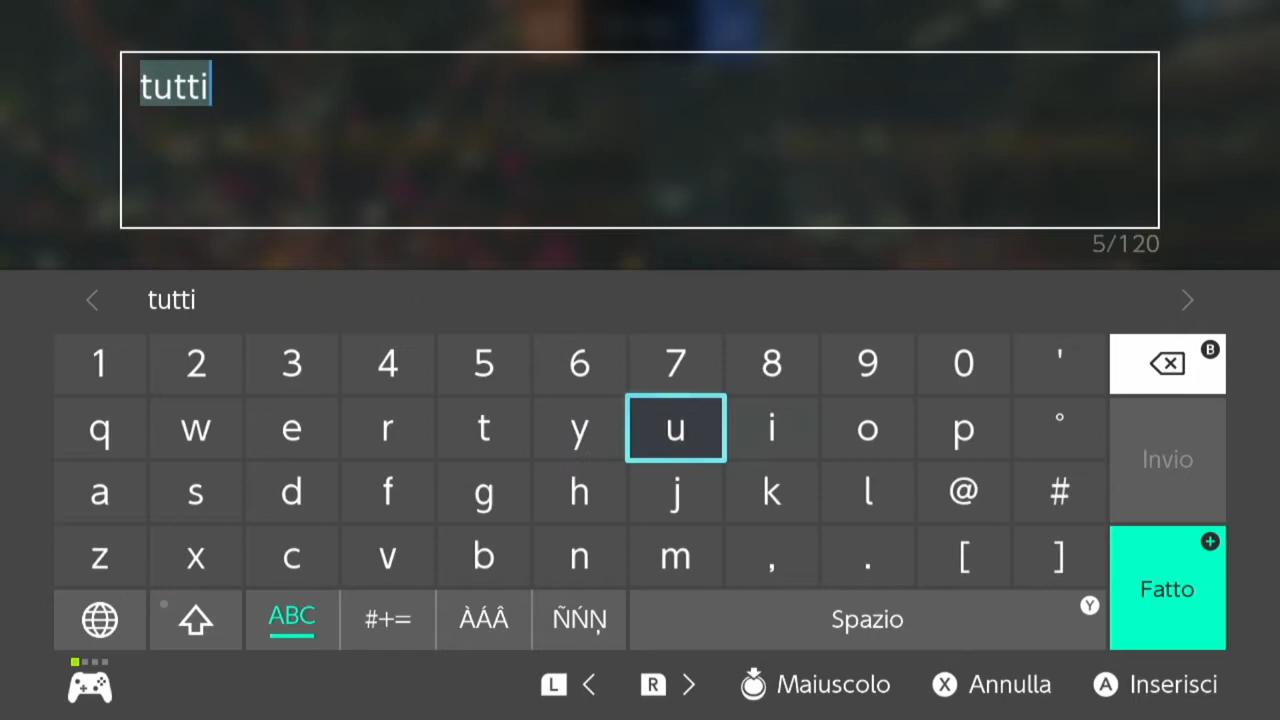 tutti
5/120
tutti
1 2 3 4 5 6 7 8 9 0 ' B
q w e r t y u i o p °
Invio
a s d f g h j k l @ #
z x c v b n m , . [ ] +
Fatto
ABC #+= ÀÁÂ ÑŃŅ Spazio Y
L R Maiuscolo X Annulla A Inserisci